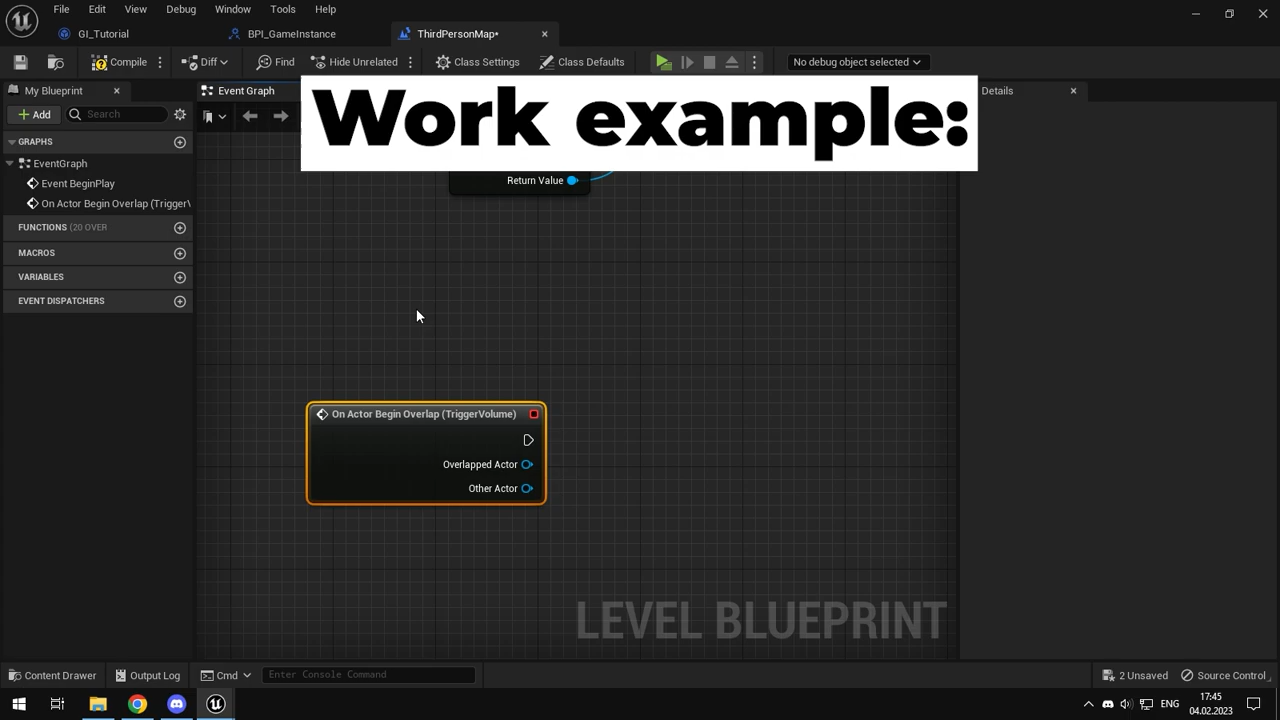 File Edit View Debug Window Tools Help
GI_Tutorial BPI_GameInstance ThirdPersonMap*
Compile Diff Find Hide Unrelated Class Settings Class Defaults No debug object selected
My Blueprint Event Graph Details
Work example:
Add Search
GRAPHS
EventGraph
Event BeginPlay
On Actor Begin Overlap (TriggerV
FUNCTIONS (20 OVER
MACROS
VARIABLES
EVENT DISPATCHERS
Return Value
On Actor Begin Overlap (TriggerVolume)
Overlapped Actor
Other Actor
LEVEL BLUEPRINT
Content Drawer Output Log Cmd Enter Console Command 2 Unsaved Source Control
ENG 17:45
04.02.2023